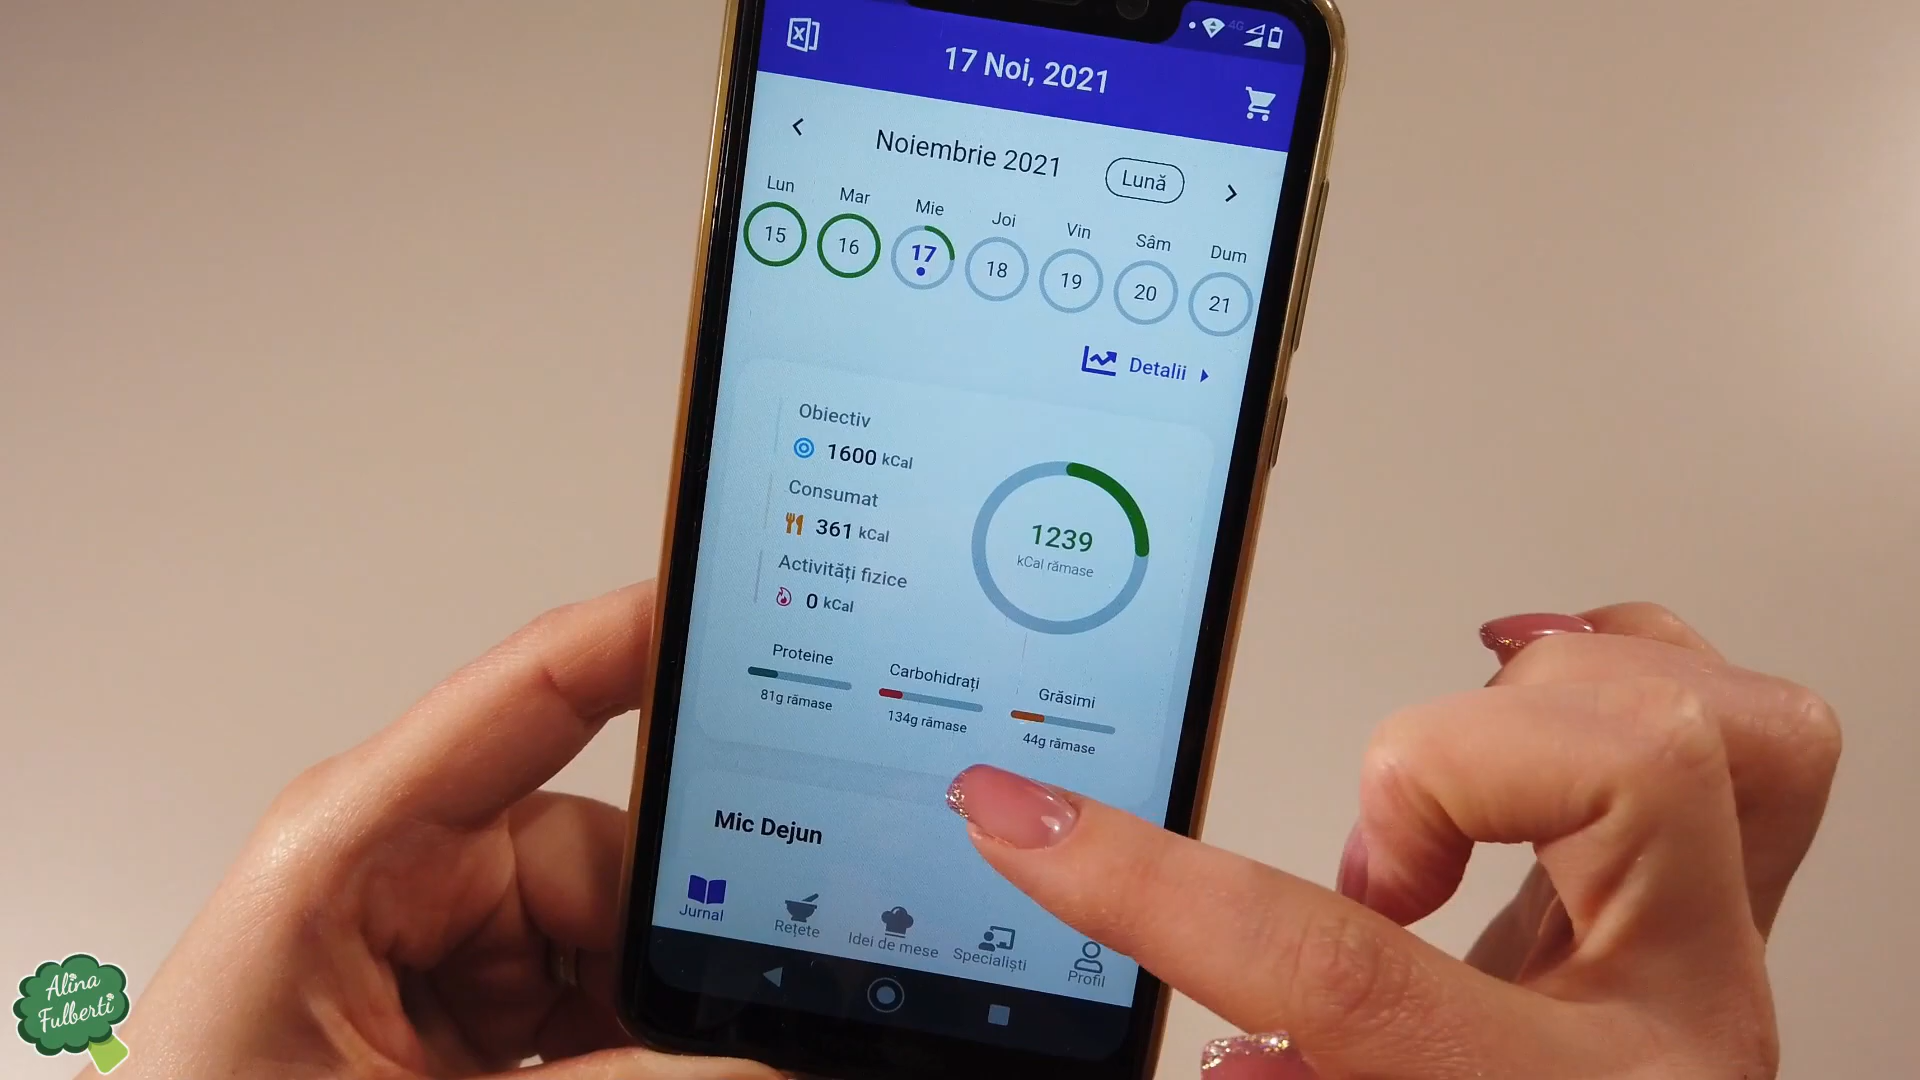 4G
17 Noi, 2021
Noiembrie 2021
Lună
Lun Mar Mie Joi Vin Sâm Dum
15 16 17 18 19 20 21
Detalii
Obiectiv
1600 kCal
Consumat
361 kCal
Activități fizice
0 kCal
1239
kCal rămase
Proteine
81g rămase
Carbohidrați
134g rămase
Grăsimi
44g rămase
Mic Dejun
Jurnal
Rețete
Idei de mese
Specialiști
Profil
Alina
Fulberti